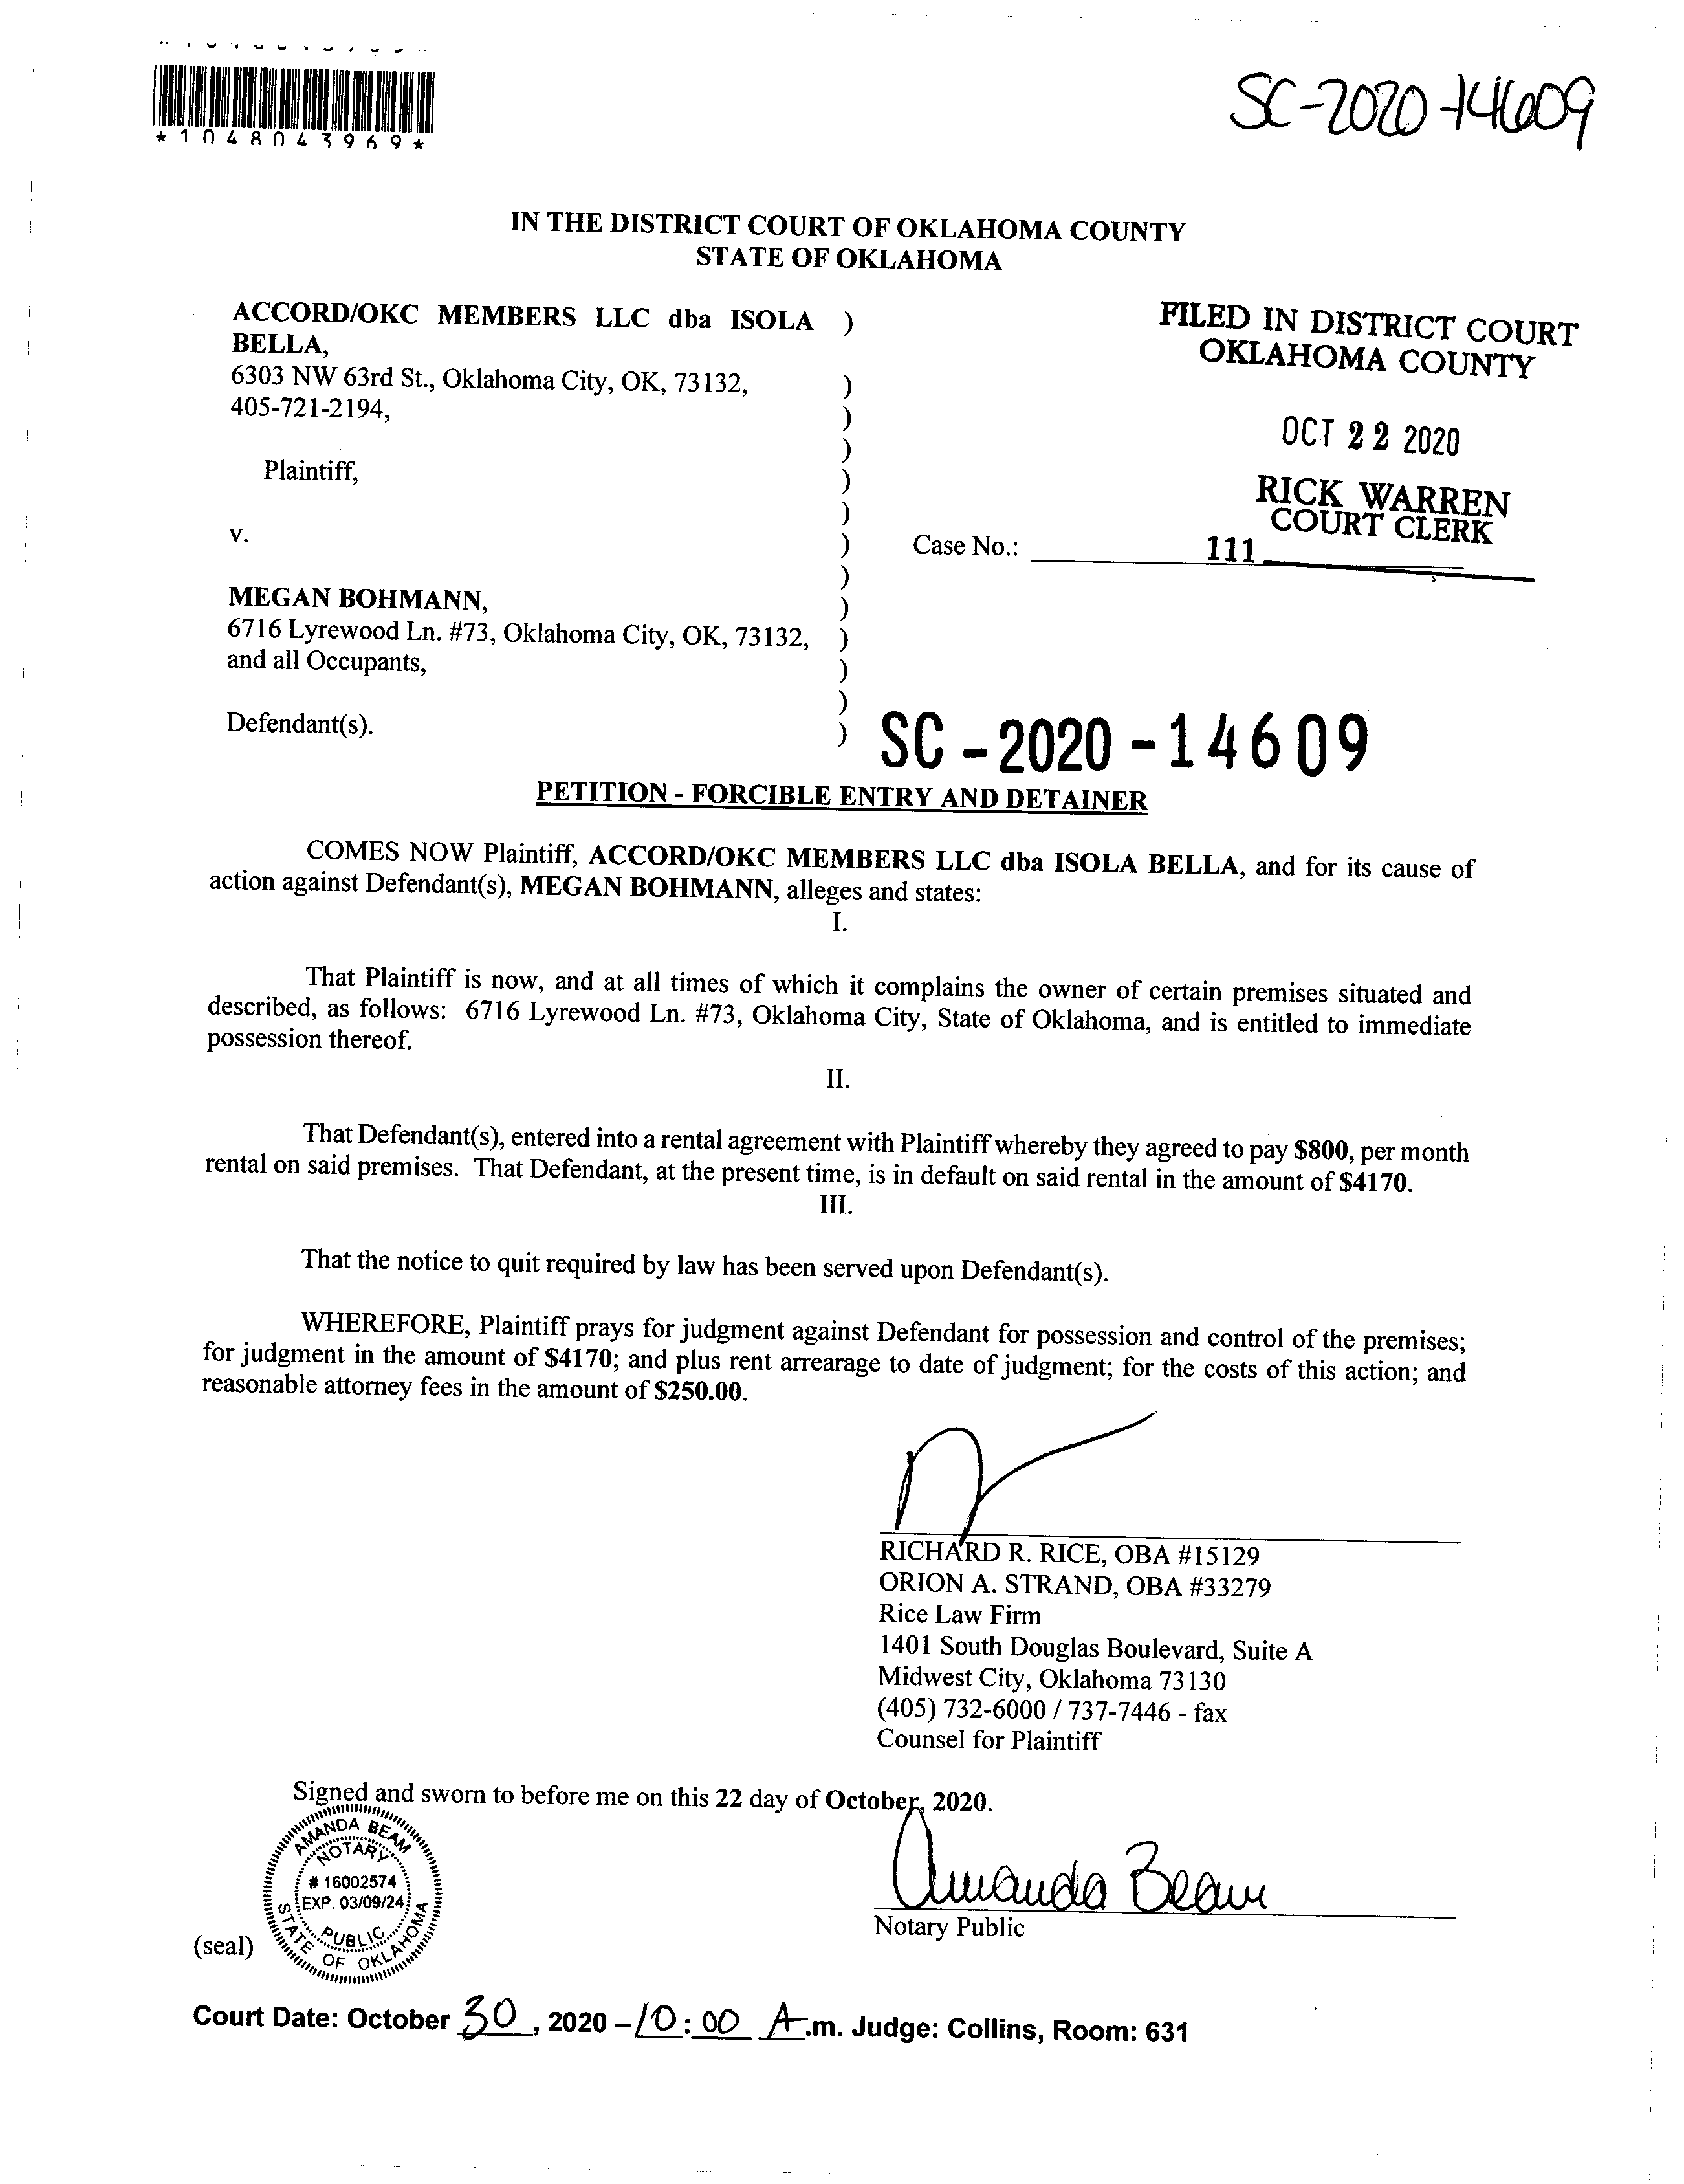 *1048043969*
SC-2020-14609
IN THE DISTRICT COURT OF OKLAHOMA COUNTY
STATE OF OKLAHOMA
ACCORD/OKC MEMBERS LLC dba ISOLA )
BELLA,
6303 NW 63rd St., Oklahoma City, OK, 73132, )
405-721-2194, )
)
Plaintiff, )
)
v. )
)
MEGAN BOHMANN, )
6716 Lyrewood Ln. #73, Oklahoma City, OK, 73132, )
and all Occupants, )
)
Defendant(s). )
FILED IN DISTRICT COURT
OKLAHOMA COUNTY
OCT 22 2020
RICK WARREN
COURT CLERK
Case No.: 111
SC-2020-14609
PETITION - FORCIBLE ENTRY AND DETAINER
COMES NOW Plaintiff, ACCORD/OKC MEMBERS LLC dba ISOLA BELLA, and for its cause of
action against Defendant(s), MEGAN BOHMANN, alleges and states:
I.
That Plaintiff is now, and at all times of which it complains the owner of certain premises situated and
described, as follows: 6716 Lyrewood Ln. #73, Oklahoma City, State of Oklahoma, and is entitled to immediate
possession thereof.
II.
That Defendant(s), entered into a rental agreement with Plaintiff whereby they agreed to pay $800, per month
rental on said premises. That Defendant, at the present time, is in default on said rental in the amount of $4170.
III.
That the notice to quit required by law has been served upon Defendant(s).
WHEREFORE, Plaintiff prays for judgment against Defendant for possession and control of the premises;
for judgment in the amount of $4170; and plus rent arrearage to date of judgment; for the costs of this action; and
reasonable attorney fees in the amount of $250.00.
RICHARD R. RICE, OBA #15129
ORION A. STRAND, OBA #33279
Rice Law Firm
1401 South Douglas Boulevard, Suite A
Midwest City, Oklahoma 73130
(405) 732-6000 / 737-7446 - fax
Counsel for Plaintiff
Signed and sworn to before me on this 22 day of October, 2020.
AMANDA BEAM
NOTARY
# 16002574
EXP. 03/09/24
PUBLIC
STATE OF OKLAHOMA
(seal)
Amanda Beam
Notary Public
Court Date: October 30, 2020 – 10:00 A.m. Judge: Collins, Room: 631